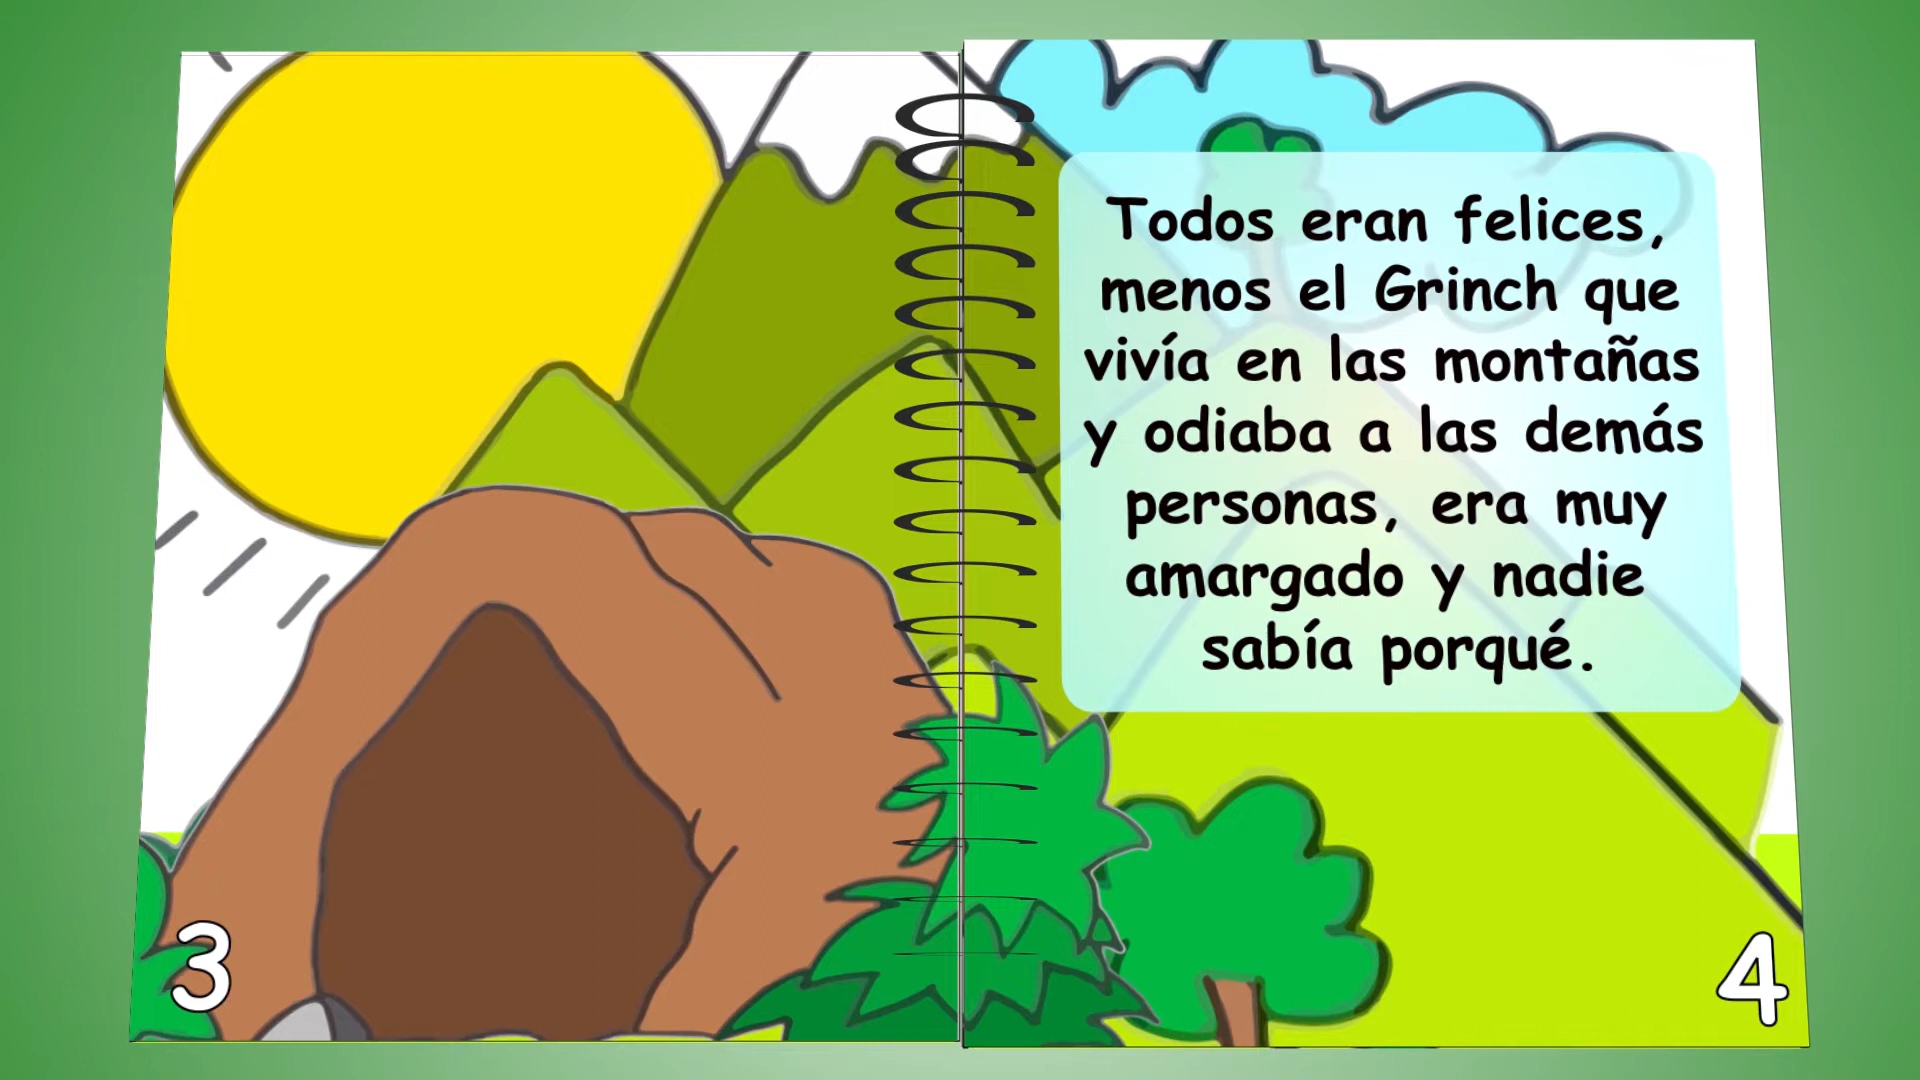 Todos eran felices,
menos el Grinch que
vivía en las montañas
y odiaba a las demás
personas, era muy
amargado y nadie
sabía porqué.
3
4